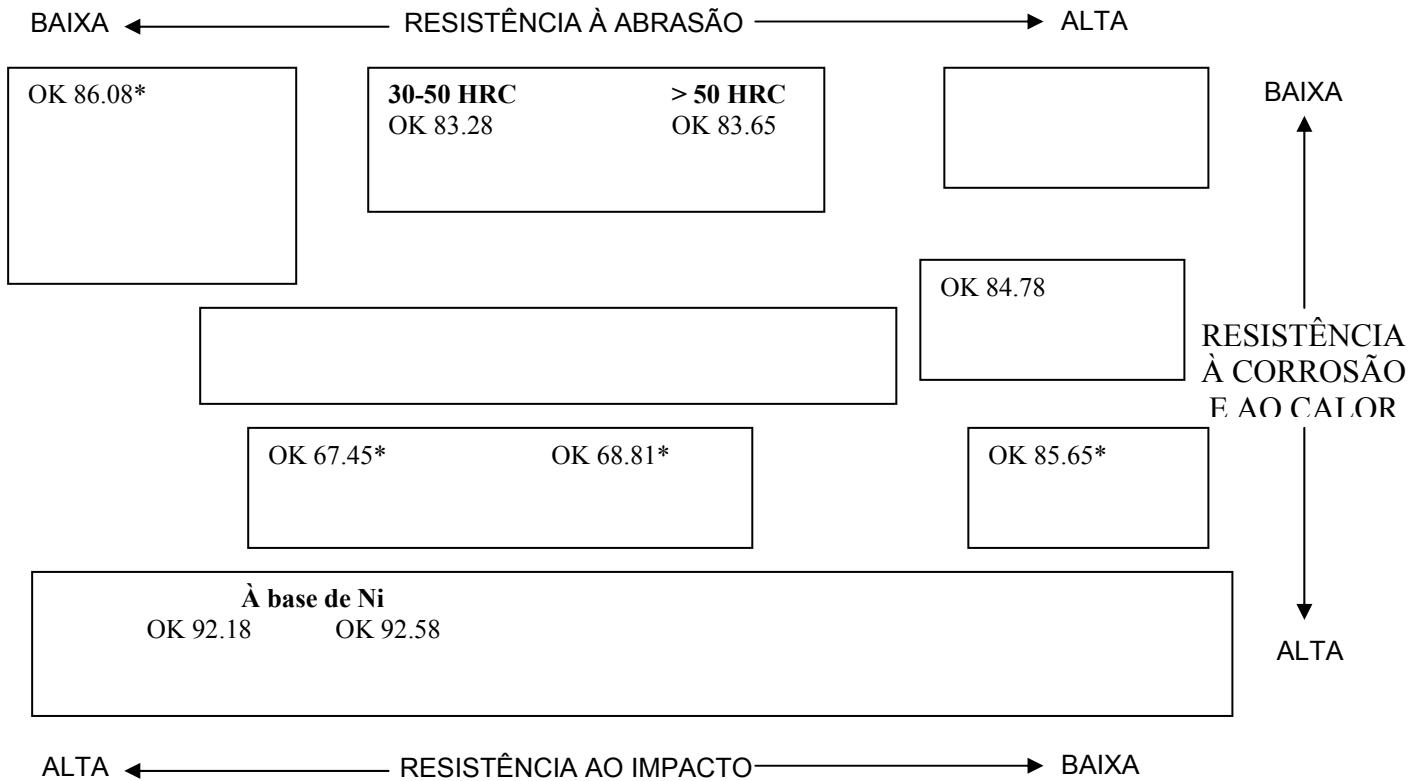 BAIXA RESISTÊNCIA À ABRASÃO ALTA
OK 86.08*
30-50 HRC > 50 HRC
OK 83.28 OK 83.65
BAIXA
OK 84.78
RESISTÊNCIA
À CORROSÃO
E AO CALOR
OK 67.45* OK 68.81*
OK 85.65*
À base de Ni
OK 92.18 OK 92.58
ALTA
ALTA RESISTÊNCIA AO IMPACTO BAIXA